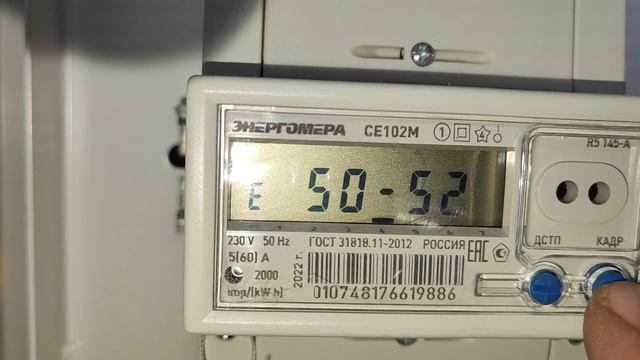 ЭНЕРГОМЕРА CE102M
R5 145-A
E 50-52
230 V 50 Hz ГОСТ 31818.11-2012 РОССИЯ EAC
5(60) A
2000
imp/(kW·h)
2022 г.
010748176619886
ДСТП КАДР